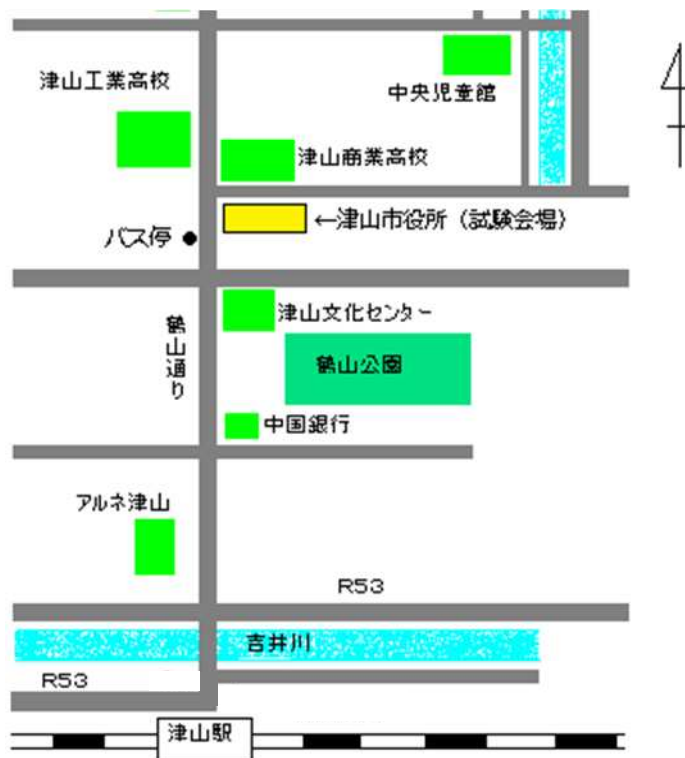 津山工業高校
中央児童館
津山商業高校
←津山市役所（試験会場）
バス停
津山文化センター
鶴山通り
鶴山公園
中国銀行
アルネ津山
R53
吉井川
R53
津山駅